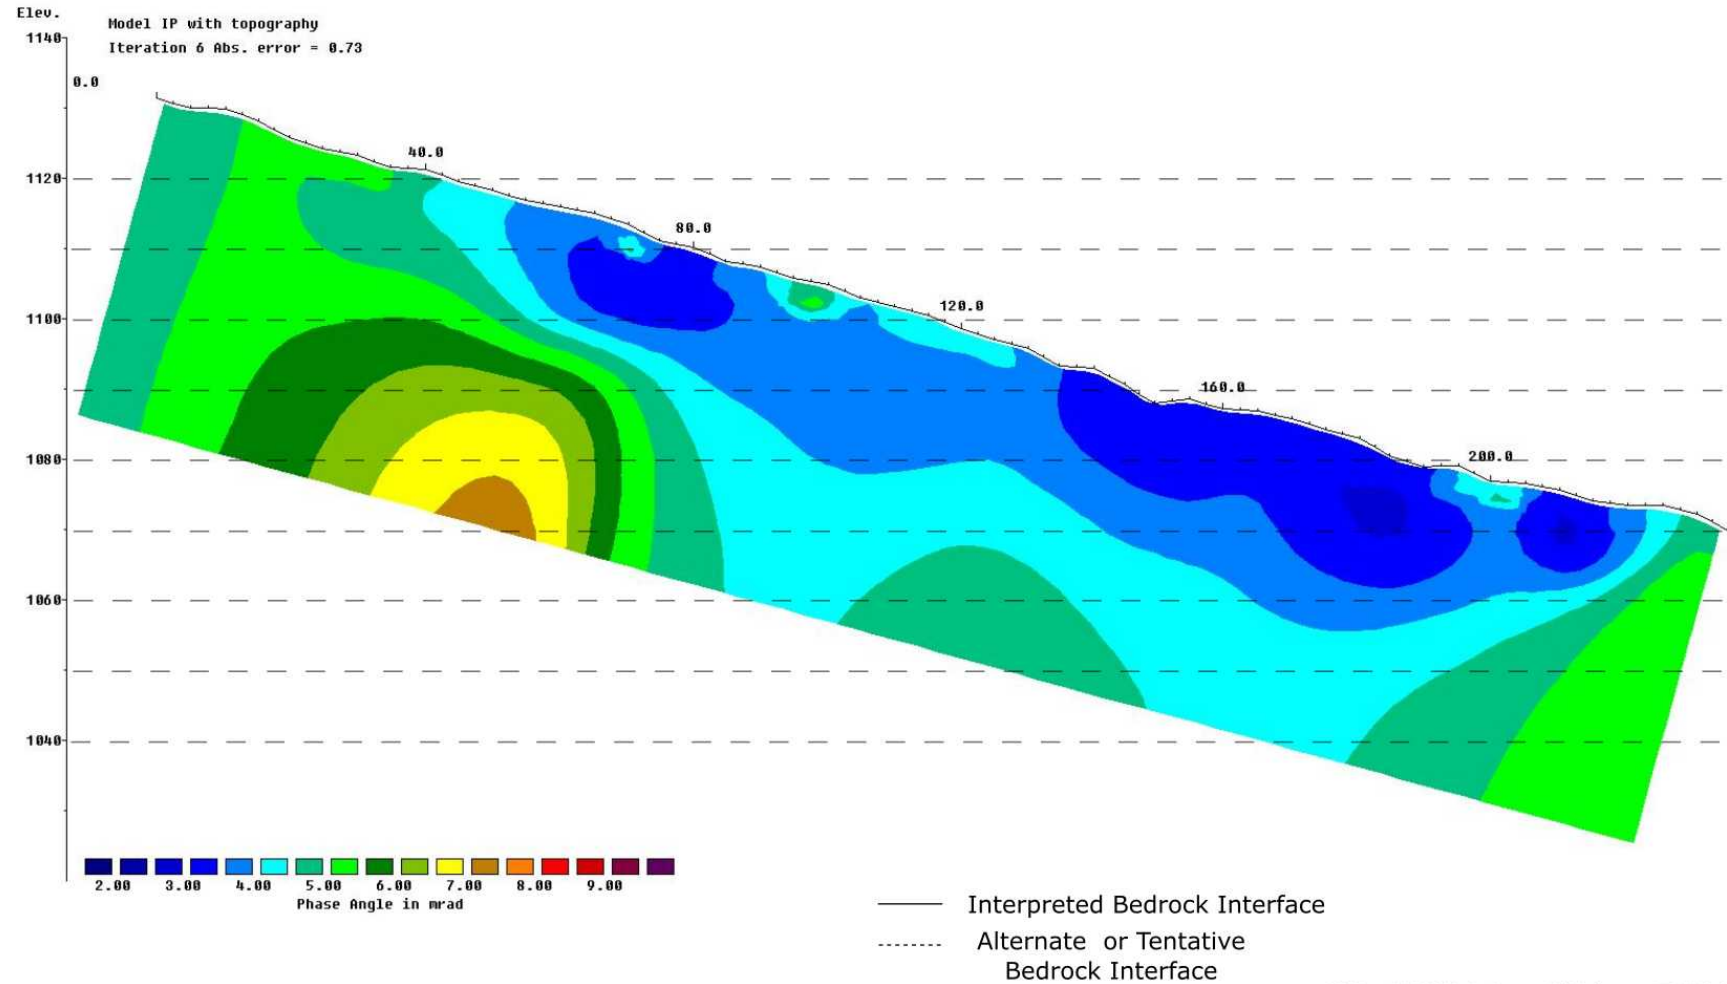 Elev.
Model IP with topography
1140
Iteration 6 Abs. error = 0.73
0.0
40.0
1120
80.0
1100
120.0
160.0
1080
200.0
1060
1040
2.00 3.00 4.00 5.00 6.00 7.00 8.00 9.00
Phase Angle in mrad
Interpreted Bedrock Interface
Alternate or Tentative
Bedrock Interface